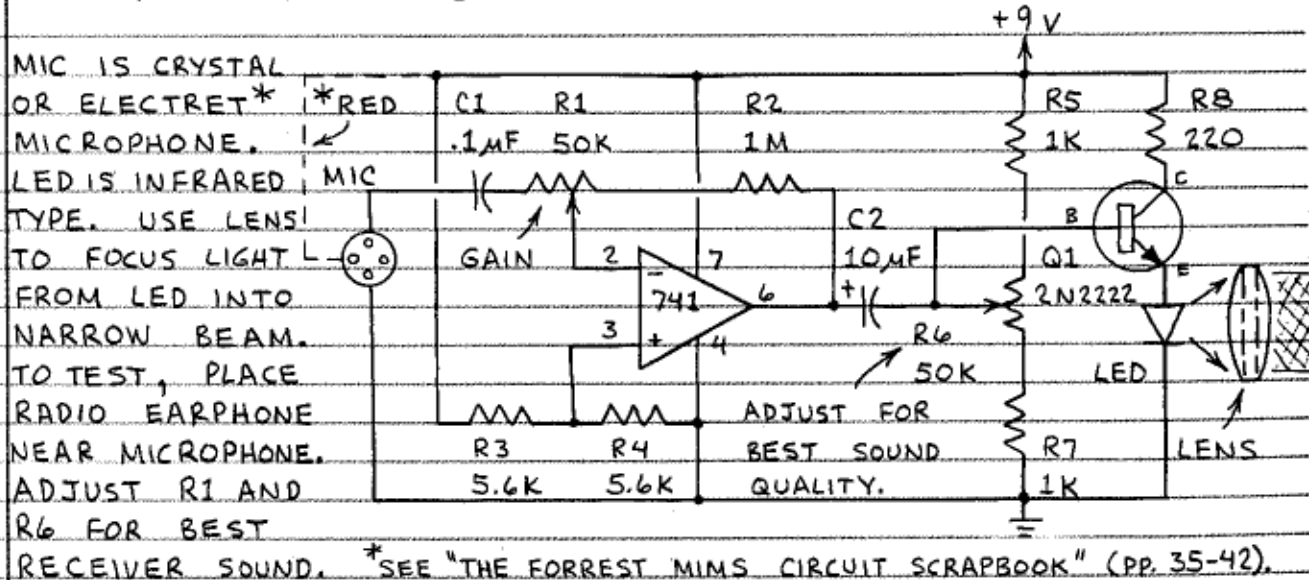 +9 V
MIC IS CRYSTAL
OR ELECTRET* *RED C1 R1 R2 R5 R8
MICROPHONE. .1µF 50K 1M 1K 220
LED IS INFRARED MIC C
TYPE. USE LENS C2 B
TO FOCUS LIGHT GAIN 2 - 7 10µF Q1 E
FROM LED INTO 741 6 + 2N2222
NARROW BEAM. 3 + 4 R6
TO TEST, PLACE 50K LED
RADIO EARPHONE ADJUST FOR
NEAR MICROPHONE. R3 R4 BEST SOUND R7 LENS
ADJUST R1 AND 5.6K 5.6K QUALITY. 1K
R6 FOR BEST
RECEIVER SOUND. *SEE "THE FORREST MIMS CIRCUIT SCRAPBOOK" (PP. 35-42).